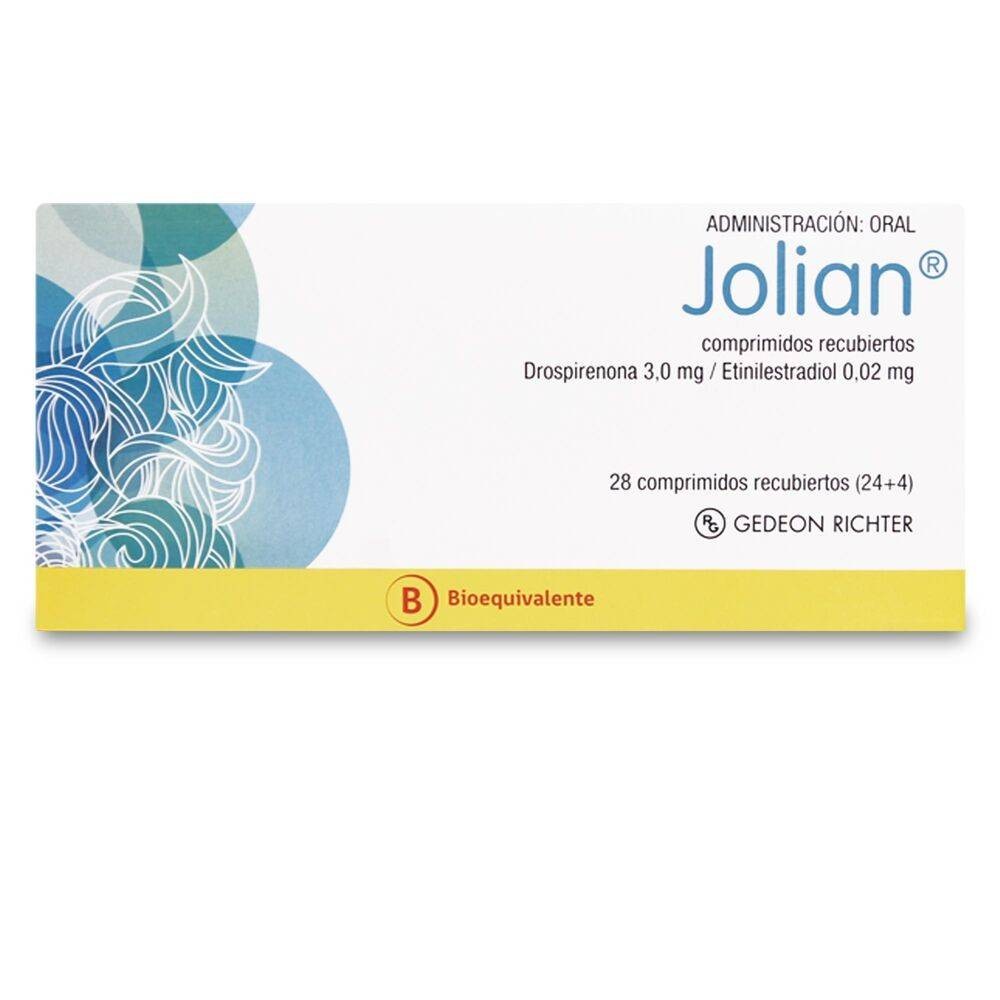 ADMINISTRACIÓN: ORAL
Jolian®
comprimidos recubiertos
Drospirenona 3,0 mg / Etinilestradiol 0,02 mg
28 comprimidos recubiertos (24+4)
RG GEDEON RICHTER
B Bioequivalente